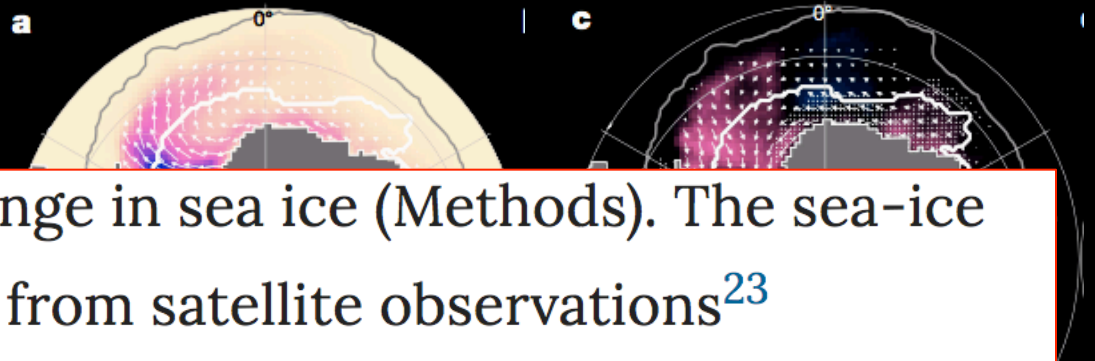 a
c
0°
0°
nge in sea ice (Methods). The sea-ice
from satellite observations23